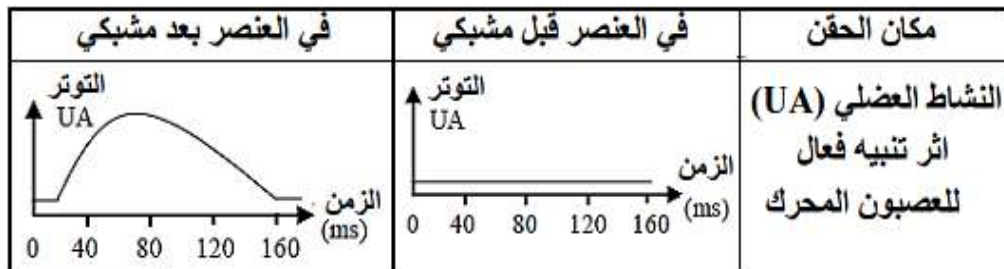 مكان الحقن
في العنصر قبل مشبكي
في العنصر بعد مشبكي
النشاط العضلي (UA)
اثر تنبيه فعال
للعصبون المحرك
التوتر
UA
الزمن
(ms)
0 40 80 120 160
التوتر
UA
الزمن
(ms)
0 40 80 120 160